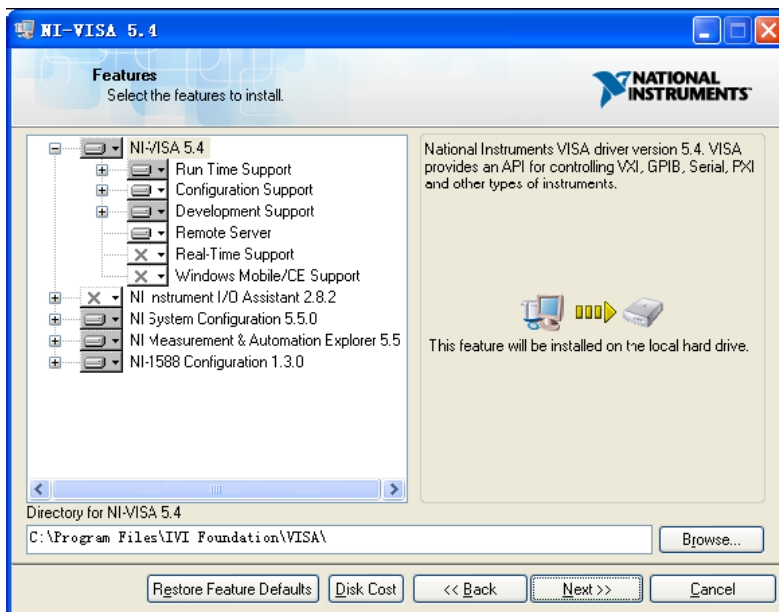 NI-VISA 5.4
Features
Select the features to install.
NATIONAL
INSTRUMENTS™
NI-VISA 5.4
Run Time Support
Configuration Support
Development Support
Remote Server
Real-Time Support
Windows Mobile/CE Support
NI Instrument I/O Assistant 2.8.2
NI System Configuration 5.5.0
NI Measurement & Automation Explorer 5.5
NI-1588 Configuration 1.3.0
National Instruments VISA driver version 5.4. VISA
provides an API for controlling VXI, GPIB, Serial, PXI
and other types of instruments.
This feature will be installed on the local hard drive.
Directory for NI-VISA 5.4
C:\Program Files\IVI Foundation\VISA\
Browse...
Restore Feature Defaults
Disk Cost
<< Back
Next >>
Cancel